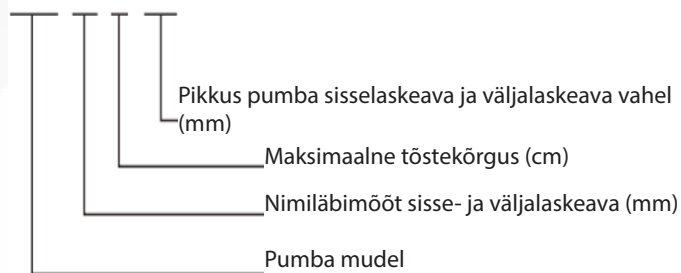 Pikkus pumba sisselaskeava ja väljalaskeava vahel
(mm)
Maksimaalne tõstekõrgus (cm)
Nimiläbimõõt sisse- ja väljalaskeava (mm)
Pumba mudel